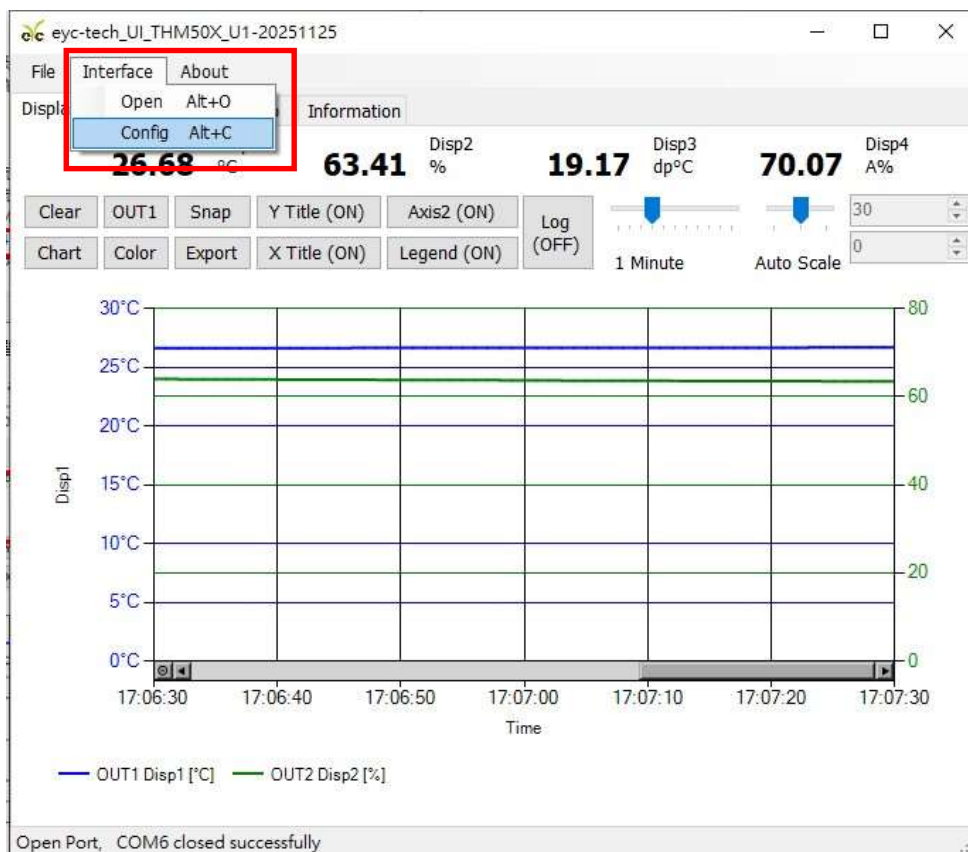 eyc-tech_UI_THM50X_U1-20251125
File Interface About
Open Alt+O
Config Alt+C
Information
26.68 °C
63.41 Disp2 %
19.17 Disp3 dp°C
70.07 Disp4 A%
Clear OUT1 Snap Y Title (ON) Axis2 (ON) Log (OFF)
Chart Color Export X Title (ON) Legend (ON)
1 Minute
Auto Scale
30
0
30°C 80
25°C
60
20°C
15°C 40
10°C
20
5°C
0°C 0
Disp1
17:06:30 17:06:40 17:06:50 17:07:00 17:07:10 17:07:20 17:07:30
Time
OUT1 Disp1 [°C] OUT2 Disp2 [%]
Open Port, COM6 closed successfully